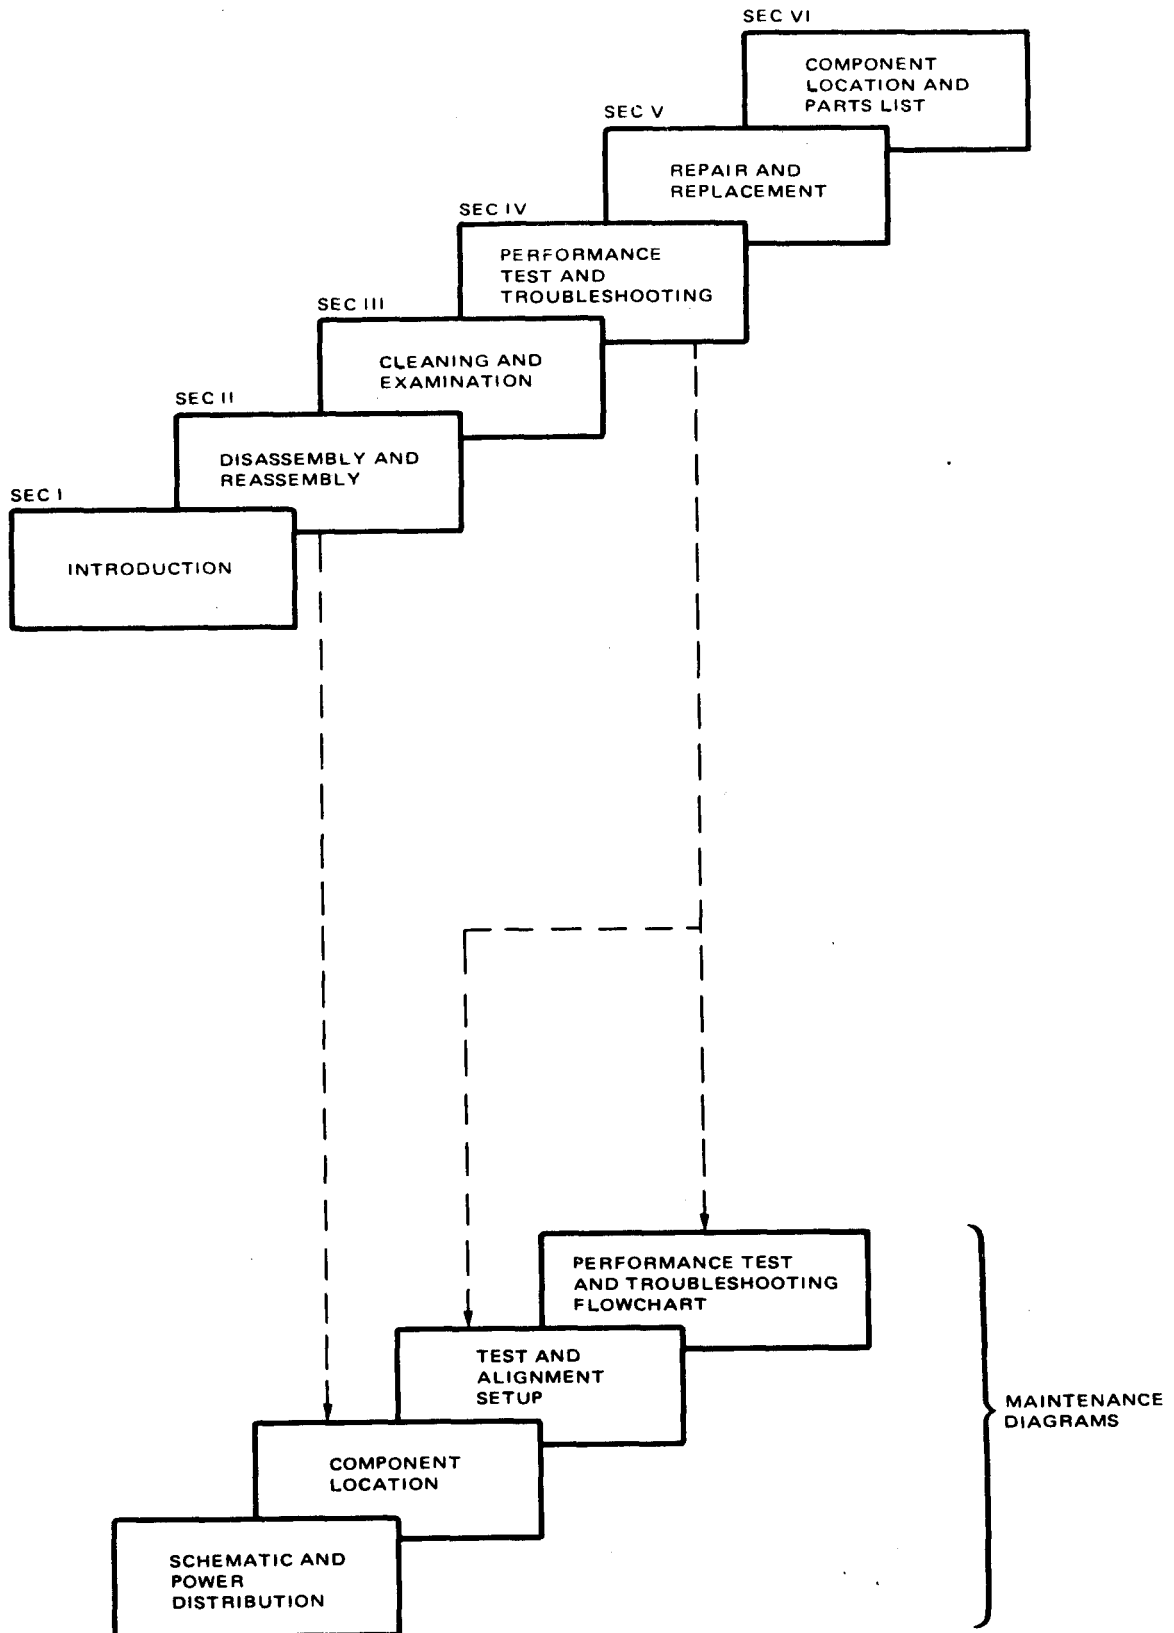 SEC VI
COMPONENT
LOCATION AND
PARTS LIST
SEC V
REPAIR AND
REPLACEMENT
SEC IV
PERFORMANCE
TEST AND
TROUBLESHOOTING
SEC III
CLEANING AND
EXAMINATION
SEC II
DISASSEMBLY AND
REASSEMBLY
SEC I
INTRODUCTION
PERFORMANCE TEST
AND TROUBLESHOOTING
FLOWCHART
TEST AND
ALIGNMENT
SETUP
MAINTENANCE
DIAGRAMS
COMPONENT
LOCATION
SCHEMATIC AND
POWER
DISTRIBUTION